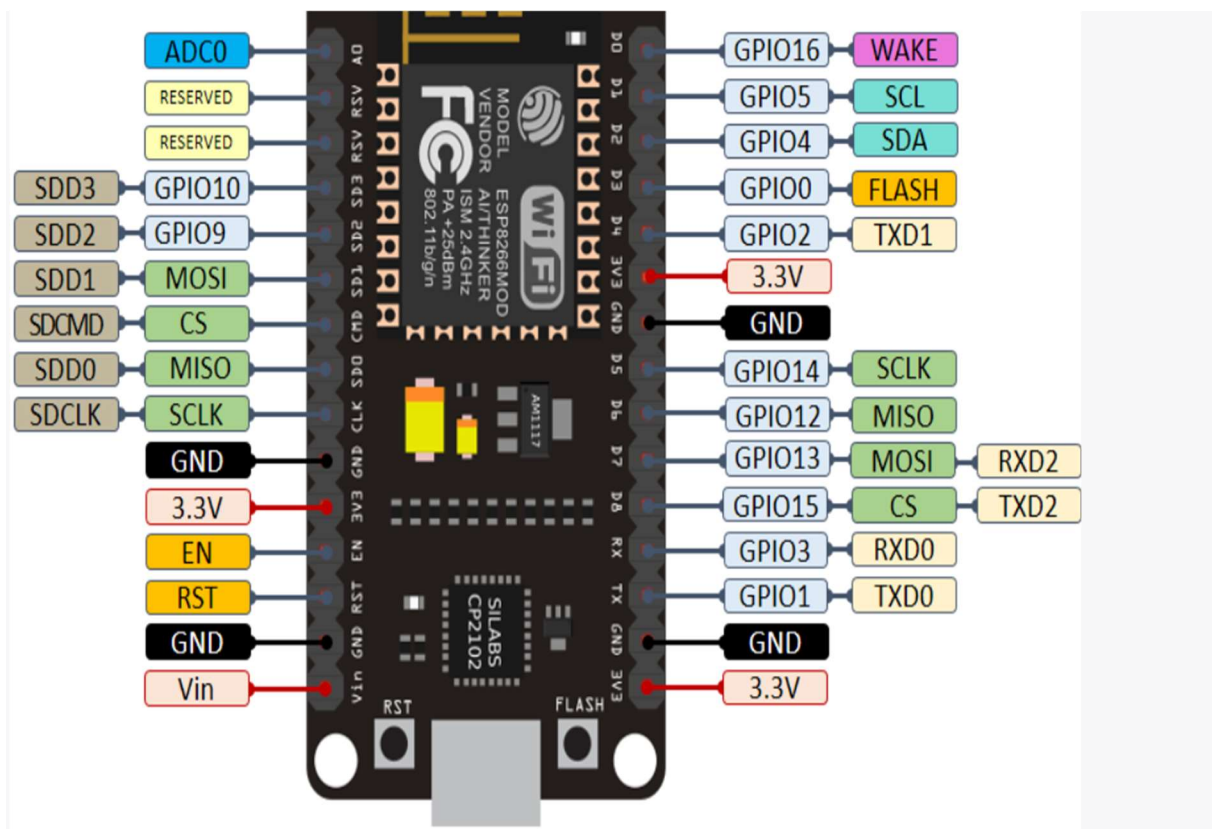 ADC0 A0 D0 GPIO16 WAKE
RESERVED RSV D1 GPIO5 SCL
RESERVED RSV D2 GPIO4 SDA
SDD3 GPIO10 SD3 D3 GPIO0 FLASH
SDD2 GPIO9 SD2 D4 GPIO2 TXD1
SDD1 MOSI SD1 3V3 3.3V
SDCMD CS CMD GND GND
SDD0 MISO SD0 D5 GPIO14 SCLK
SDCLK SCLK CLK D6 GPIO12 MISO
GND GND D7 GPIO13 MOSI RXD2
3.3V 3V3 D8 GPIO15 CS TXD2
EN EN RX GPIO3 RXD0
RST RST TX GPIO1 TXD0
GND GND GND GND
Vin Vin 3V3 3.3V
MODEL
VENDOR
ESP8266MOD
AI/THINKER
ISM 2.4GHz
PA +25dBm
802.11b/g/n
FC
WiFi
AM1117
SILABS
CP2102
RST
FLASH